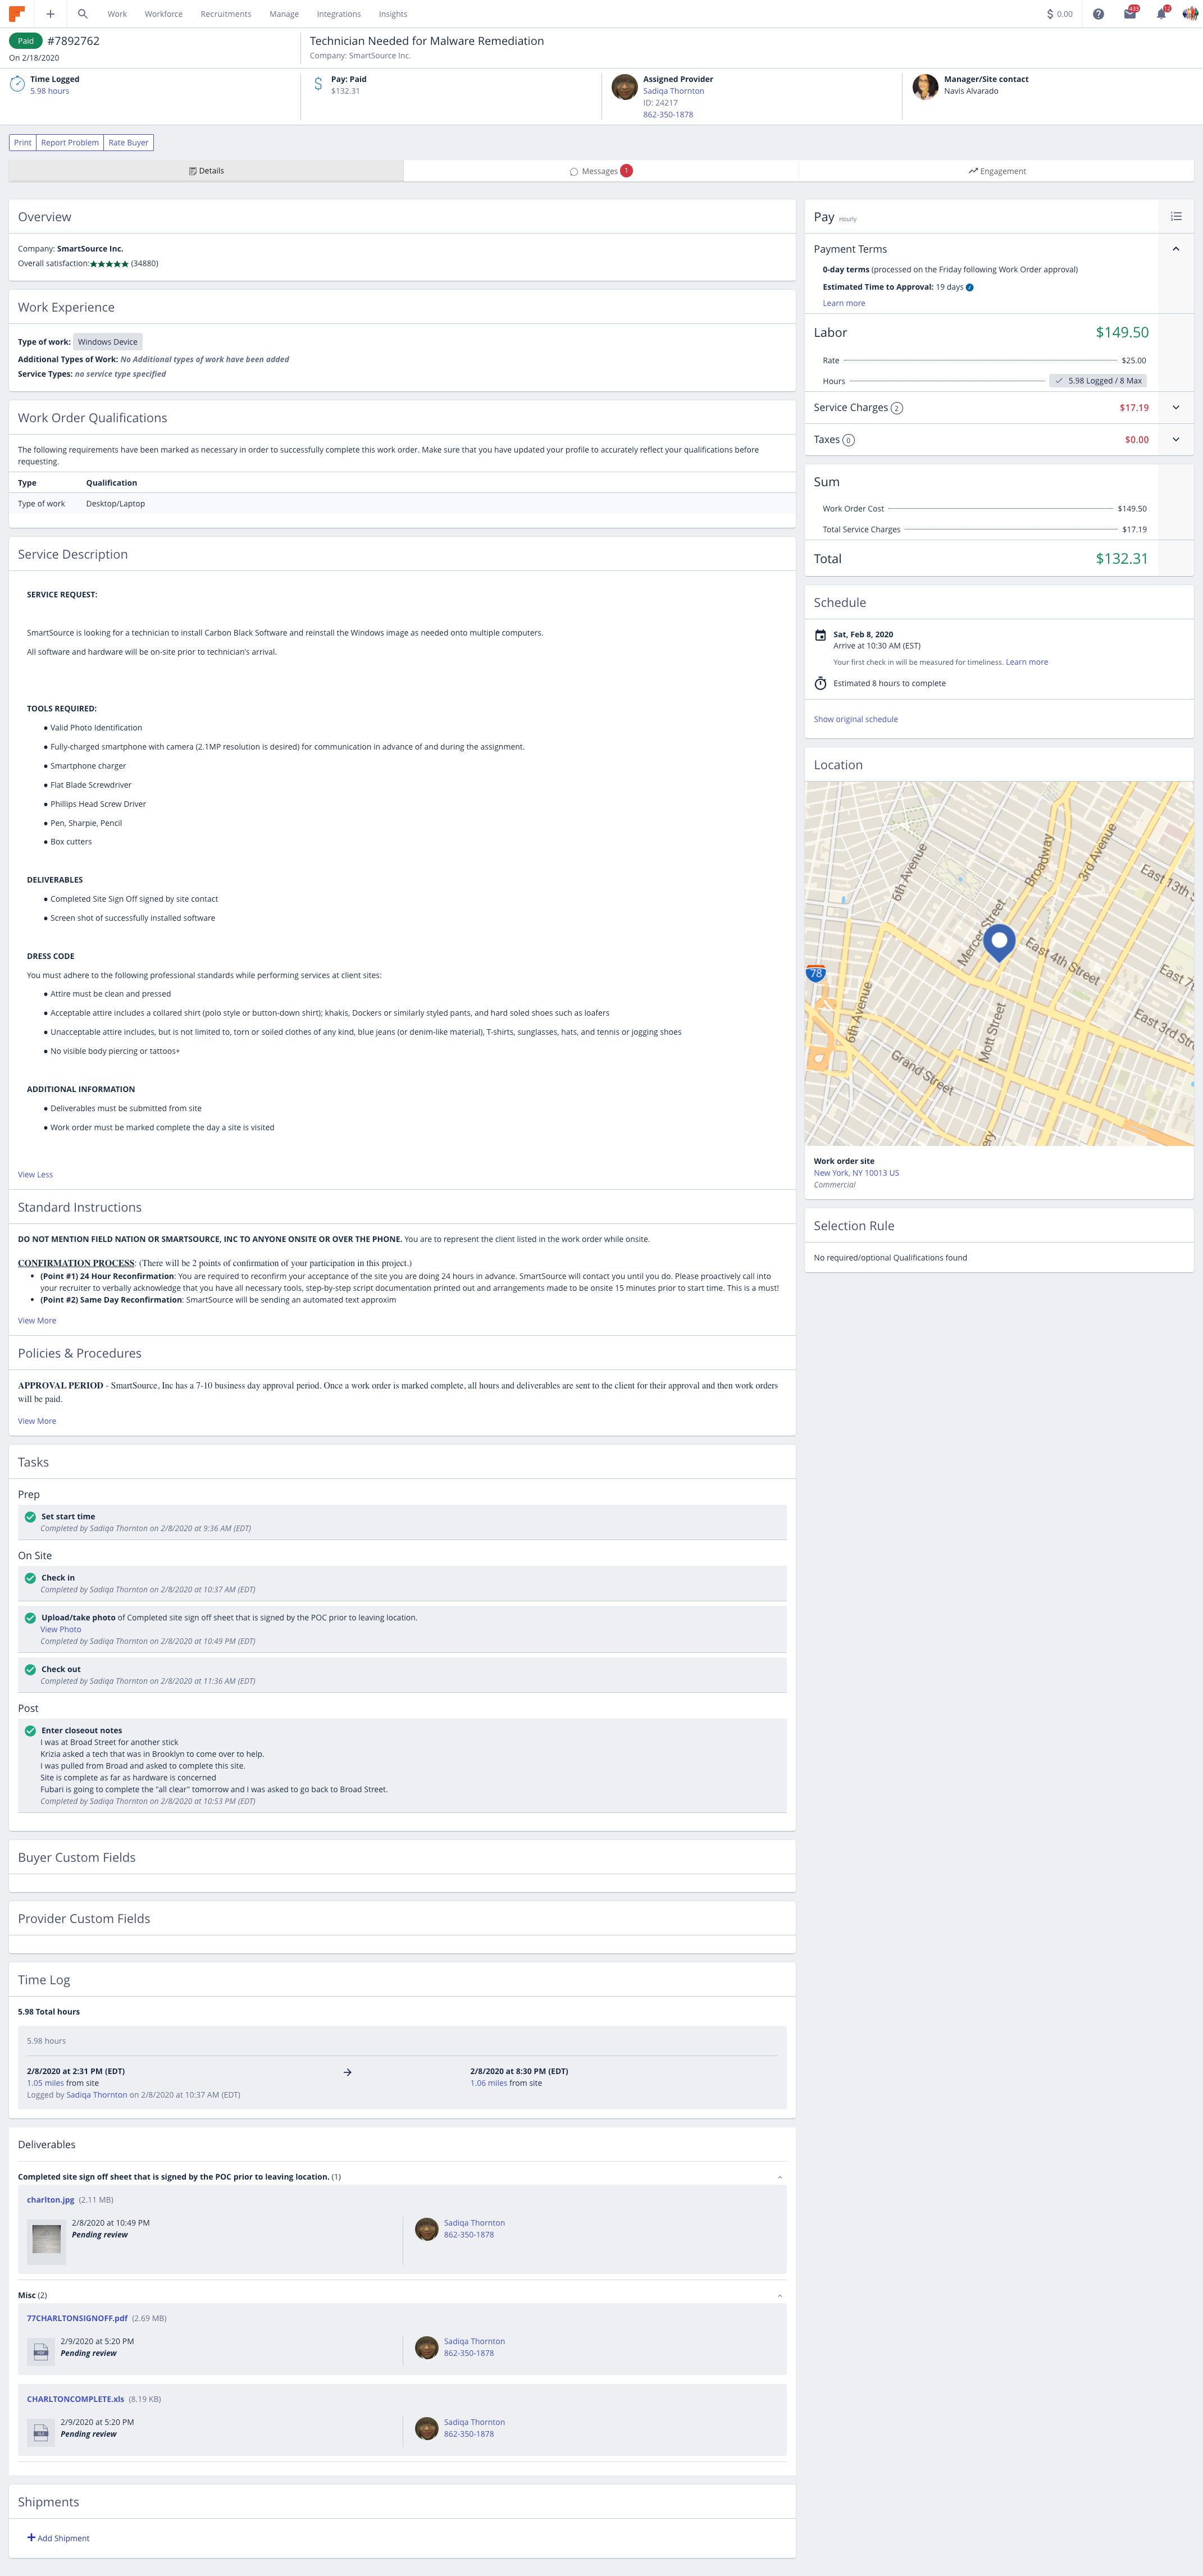 Work Workforce Recruitments Manage Integrations Insights $ 0.00 433 12
Paid #7892762
On 2/18/2020
Technician Needed for Malware Remediation
Company: SmartSource Inc.
Time Logged
5.98 hours
Pay: Paid
$132.31
Assigned Provider
Sadiqa Thornton
ID: 24217
862-350-1878
Manager/Site contact
Navis Alvarado
Print Report Problem Rate Buyer
Details Messages 1 Engagement
Overview
Company: SmartSource Inc.
Overall satisfaction:★★★★★ (34880)
Work Experience
Type of work: Windows Device
Additional Types of Work: No Additional types of work have been added
Service Types: no service type specified
Work Order Qualifications
The following requirements have been marked as necessary in order to successfully complete this work order. Make sure that you have updated your profile to accurately reflect your qualifications before
requesting.
Type Qualification
Type of work Desktop/Laptop
Service Description
SERVICE REQUEST:
SmartSource is looking for a technician to install Carbon Black Software and reinstall the Windows image as needed onto multiple computers.
All software and hardware will be on-site prior to technician's arrival.
TOOLS REQUIRED:
● Valid Photo Identification
● Fully-charged smartphone with camera (2.1MP resolution is desired) for communication in advance of and during the assignment.
● Smartphone charger
● Flat Blade Screwdriver
● Phillips Head Screw Driver
● Pen, Sharpie, Pencil
● Box cutters
DELIVERABLES
● Completed Site Sign Off signed by site contact
● Screen shot of successfully installed software
DRESS CODE
You must adhere to the following professional standards while performing services at client sites:
● Attire must be clean and pressed
● Acceptable attire includes a collared shirt (polo style or button-down shirt); khakis, Dockers or similarly styled pants, and hard soled shoes such as loafers
● Unacceptable attire includes, but is not limited to, torn or soiled clothes of any kind, blue jeans (or denim-like material), T-shirts, sunglasses, hats, and tennis or jogging shoes
● No visible body piercing or tattoos+
ADDITIONAL INFORMATION
● Deliverables must be submitted from site
● Work order must be marked complete the day a site is visited
View Less
Standard Instructions
DO NOT MENTION FIELD NATION OR SMARTSOURCE, INC TO ANYONE ONSITE OR OVER THE PHONE. You are to represent the client listed in the work order while onsite.
CONFIRMATION PROCESS: (There will be 2 points of confirmation of your participation in this project.)
• (Point #1) 24 Hour Reconfirmation: You are required to reconfirm your acceptance of the site you are doing 24 hours in advance. SmartSource will contact you until you do. Please proactively call into
your recruiter to verbally acknowledge that you have all necessary tools, step-by-step script documentation printed out and arrangements made to be onsite 15 minutes prior to start time. This is a must!
• (Point #2) Same Day Reconfirmation: SmartSource will be sending an automated text approxim
View More
Policies & Procedures
APPROVAL PERIOD - SmartSource, Inc has a 7-10 business day approval period. Once a work order is marked complete, all hours and deliverables are sent to the client for their approval and then work orders
will be paid.
View More
Tasks
Prep
Set start time
Completed by Sadiqa Thornton on 2/8/2020 at 9:36 AM (EDT)
On Site
Check in
Completed by Sadiqa Thornton on 2/8/2020 at 10:37 AM (EDT)
Upload/take photo of Completed site sign off sheet that is signed by the POC prior to leaving location.
View Photo
Completed by Sadiqa Thornton on 2/8/2020 at 10:49 PM (EDT)
Check out
Completed by Sadiqa Thornton on 2/8/2020 at 11:36 AM (EDT)
Post
Enter closeout notes
I was at Broad Street for another stick
Krizia asked a tech that was in Brooklyn to come over to help.
I was pulled from Broad and asked to complete this site.
Site is complete as far as hardware is concerned
Fubari is going to complete the "all clear" tomorrow and I was asked to go back to Broad Street.
Completed by Sadiqa Thornton on 2/8/2020 at 10:53 PM (EDT)
Buyer Custom Fields
Provider Custom Fields
Time Log
5.98 Total hours
5.98 hours
2/8/2020 at 2:31 PM (EDT) → 2/8/2020 at 8:30 PM (EDT)
1.05 miles from site 1.06 miles from site
Logged by Sadiqa Thornton on 2/8/2020 at 10:37 AM (EDT)
Deliverables
Completed site sign off sheet that is signed by the POC prior to leaving location. (1)
charlton.jpg (2.11 MB)
2/8/2020 at 10:49 PM
Pending review
Sadiqa Thornton
862-350-1878
Misc (2)
77CHARLTONSIGNOFF.pdf (2.69 MB)
2/9/2020 at 5:20 PM
Pending review
Sadiqa Thornton
862-350-1878
CHARLTONCOMPLETE.xls (8.19 KB)
2/9/2020 at 5:20 PM
Pending review
Sadiqa Thornton
862-350-1878
Shipments
+ Add Shipment
Pay hourly
Payment Terms
0-day terms (processed on the Friday following Work Order approval)
Estimated Time to Approval: 19 days
Learn more
Labor $149.50
Rate $25.00
Hours ✓ 5.98 Logged / 8 Max
Service Charges 2 $17.19
Taxes 0 $0.00
Sum
Work Order Cost $149.50
Total Service Charges $17.19
Total $132.31
Schedule
Sat, Feb 8, 2020
Arrive at 10:30 AM (EST)
Your first check in will be measured for timeliness. Learn more
Estimated 8 hours to complete
Show original schedule
Location
6th Avenue
Broadway
3rd Avenue
East 13th
Mercer Street
East 4th Street
78
East 7
6th Avenue
Mott Street
East 3rd Str
Grand Street
ery
Work order site
New York, NY 10013 US
Commercial
Selection Rule
No required/optional Qualifications found